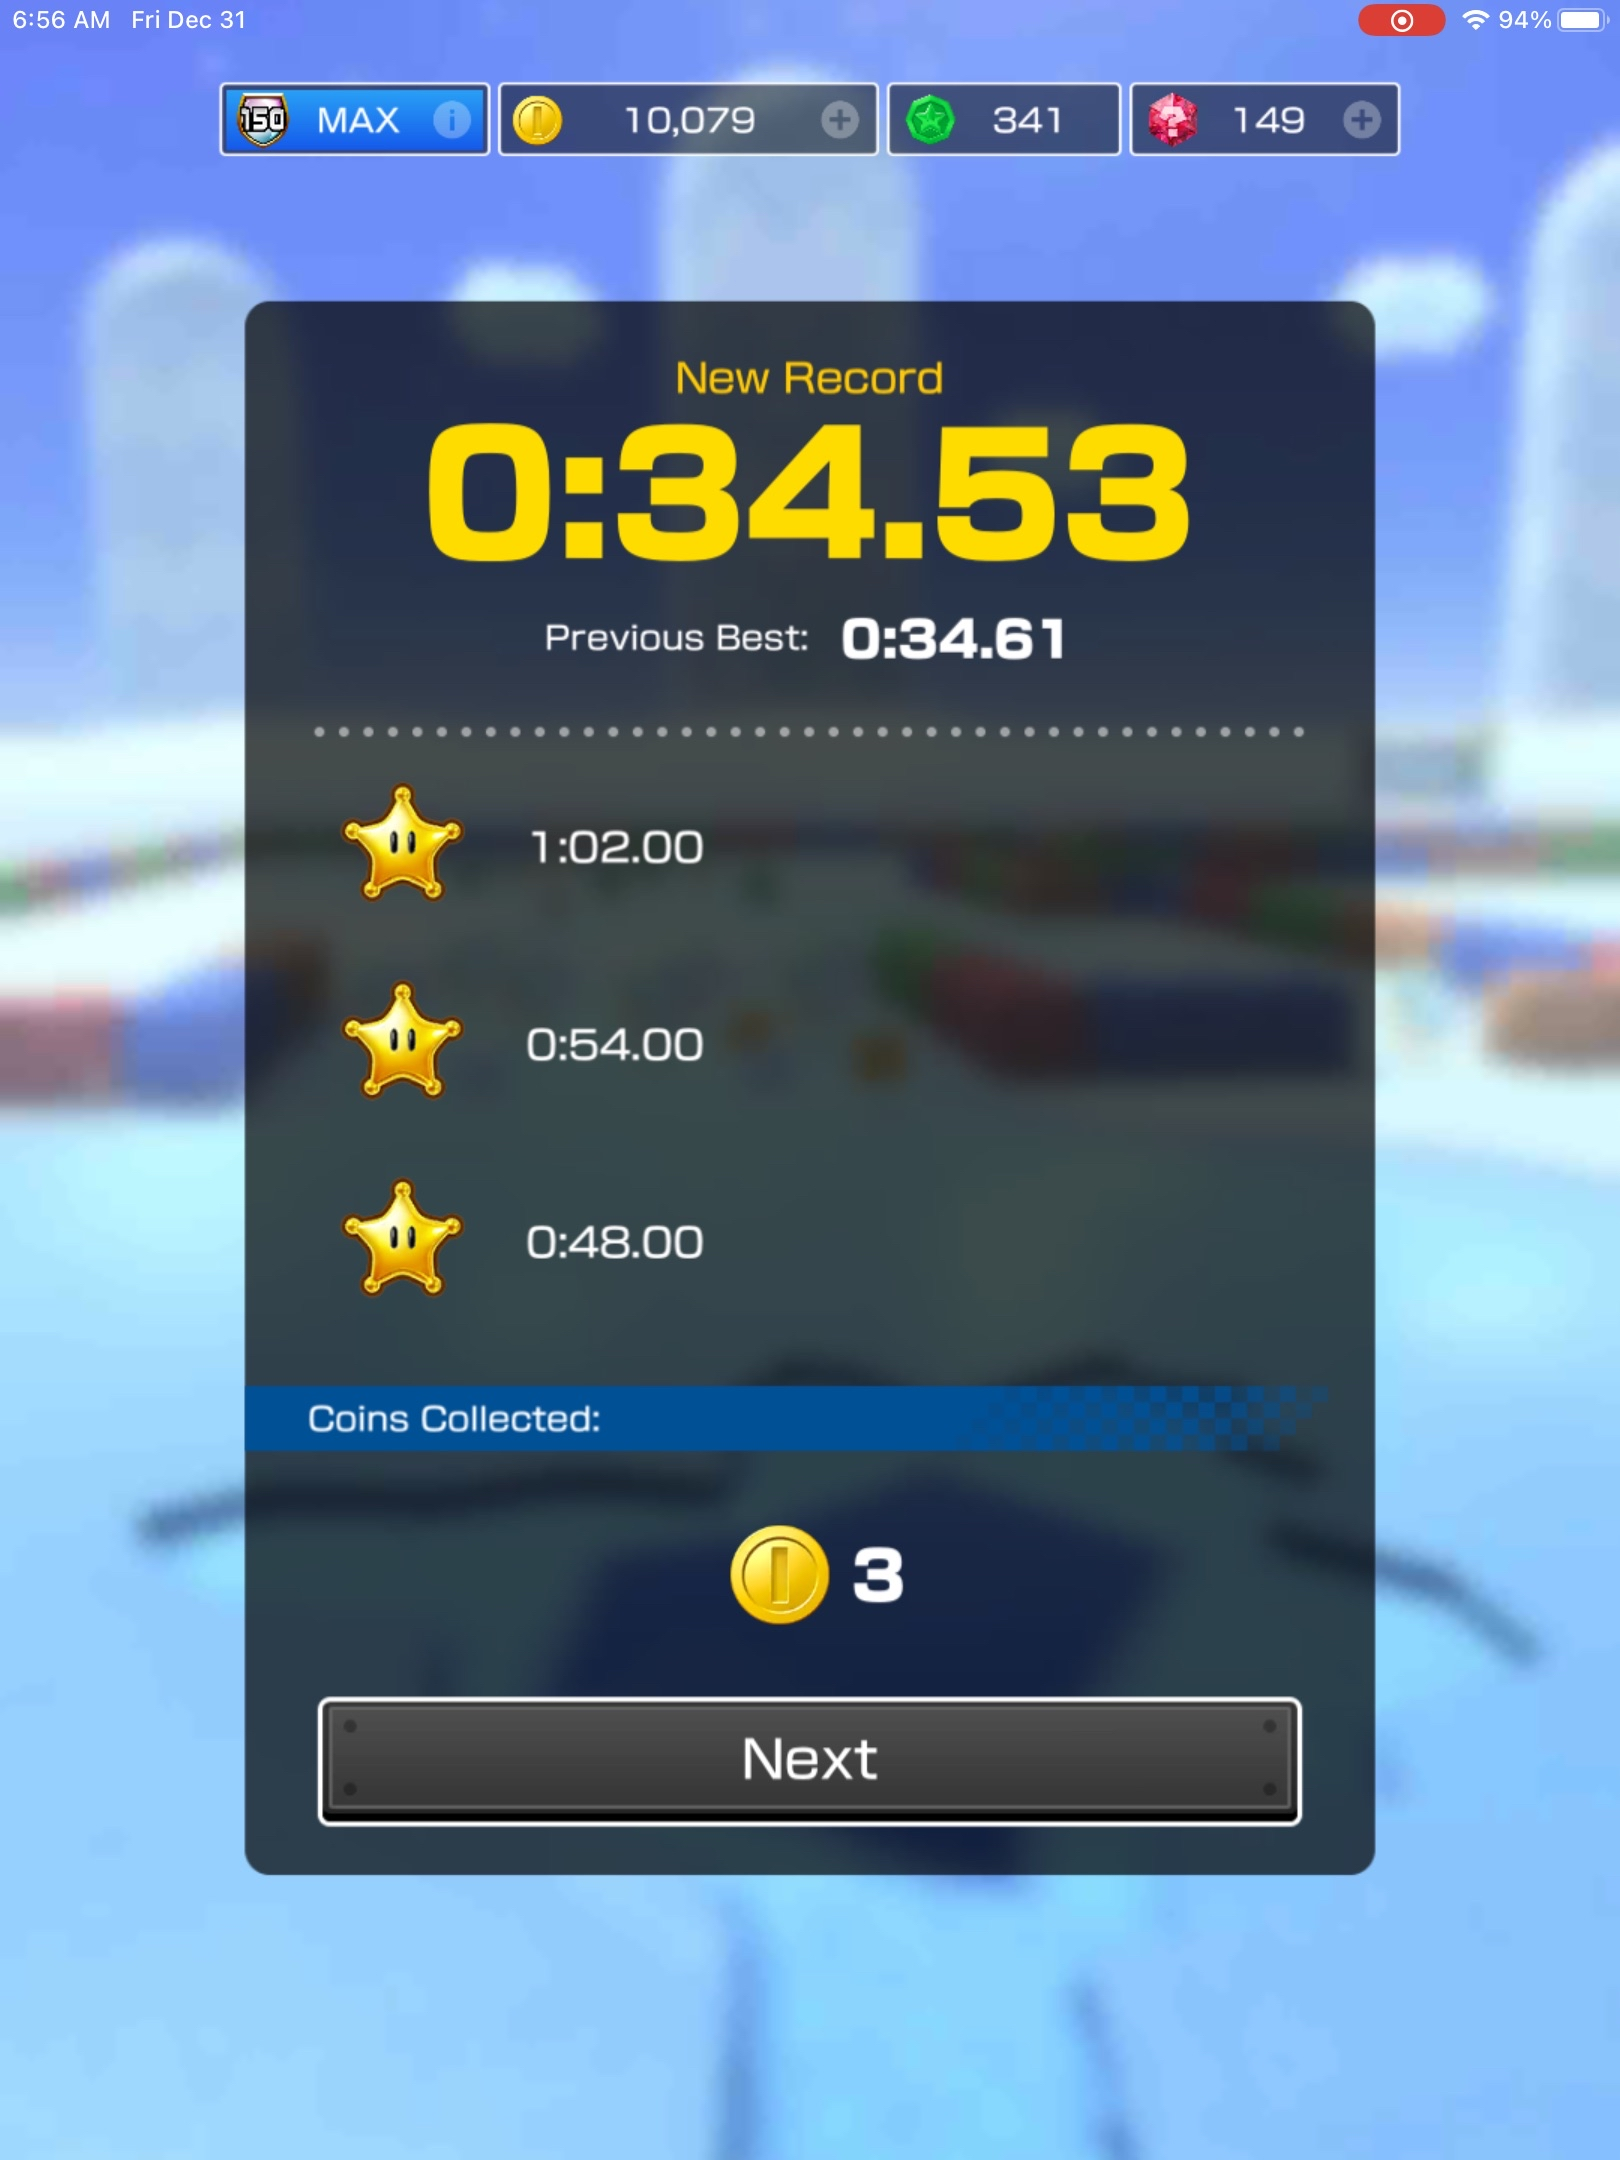 6:56 AM Fri Dec 31 94%
150 MAX i 10,079 + 341 ? 149 +
New Record
0:34.53
Previous Best: 0:34.61
1:02.00
0:54.00
0:48.00
Coins Collected:
3
Next